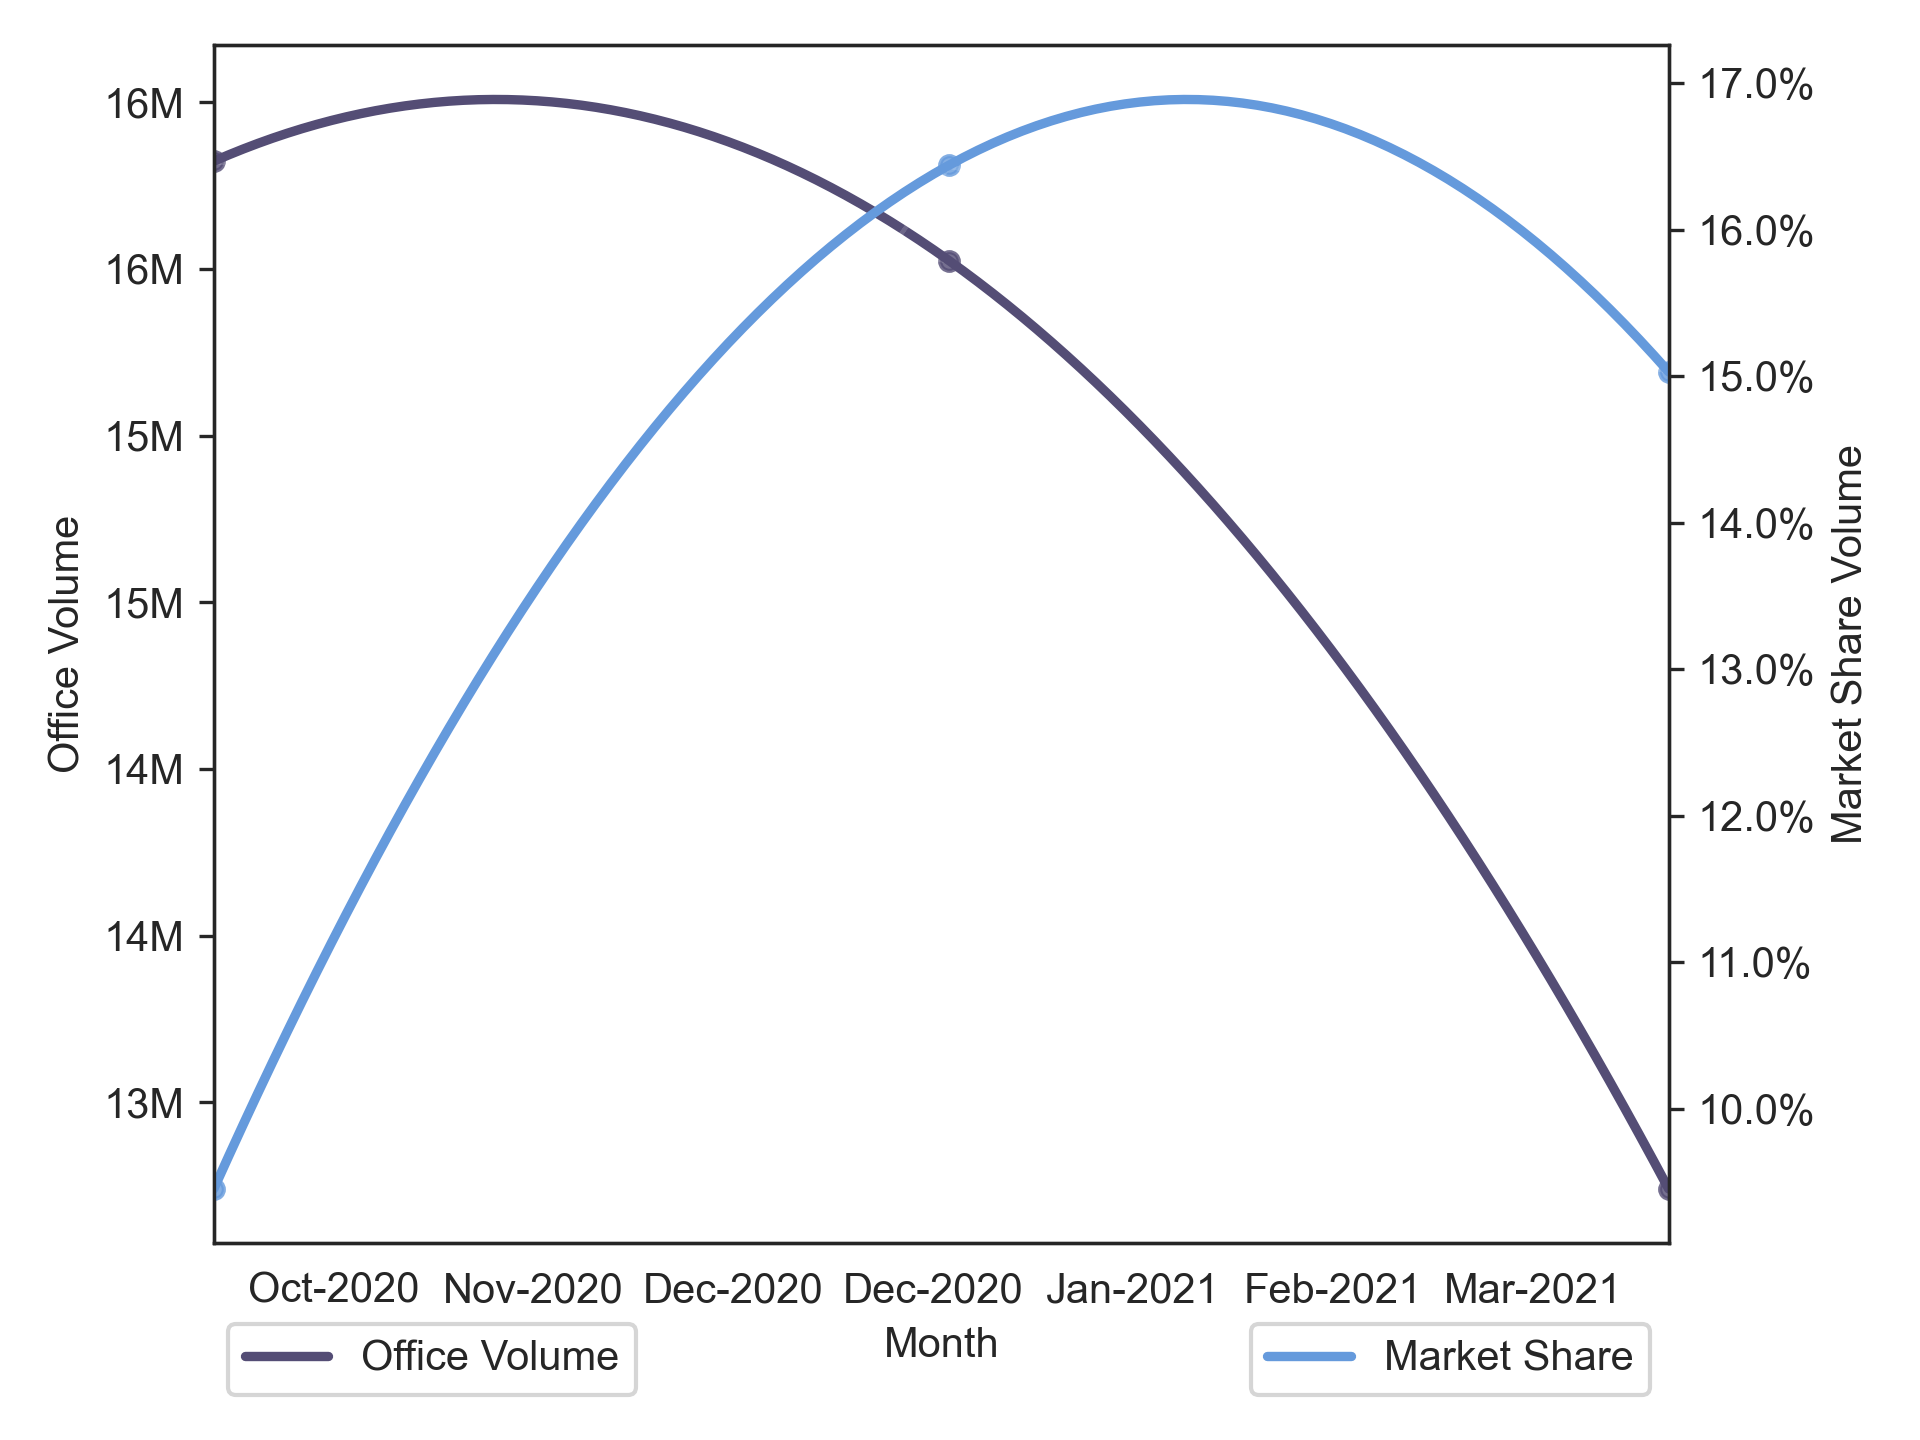 16M
16M
15M
15M
14M
14M
13M
Office Volume
17.0%
16.0%
15.0%
14.0%
13.0%
12.0%
11.0%
10.0%
Market Share Volume
Oct-2020 Nov-2020 Dec-2020 Dec-2020 Jan-2021 Feb-2021 Mar-2021
Month
Office Volume
Market Share